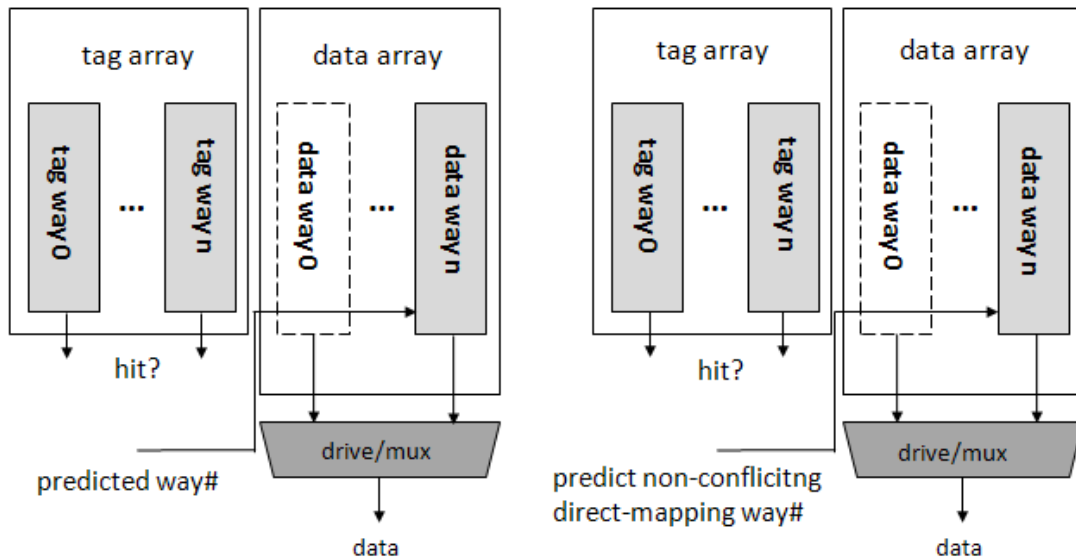 tag array
data array
tag way0
...
tag way n
data way0
...
data way n
hit?
drive/mux
predicted way#
data
tag array
data array
tag way0
...
tag way n
data way0
...
data way n
hit?
drive/mux
predict non-conflicitng
direct-mapping way#
data